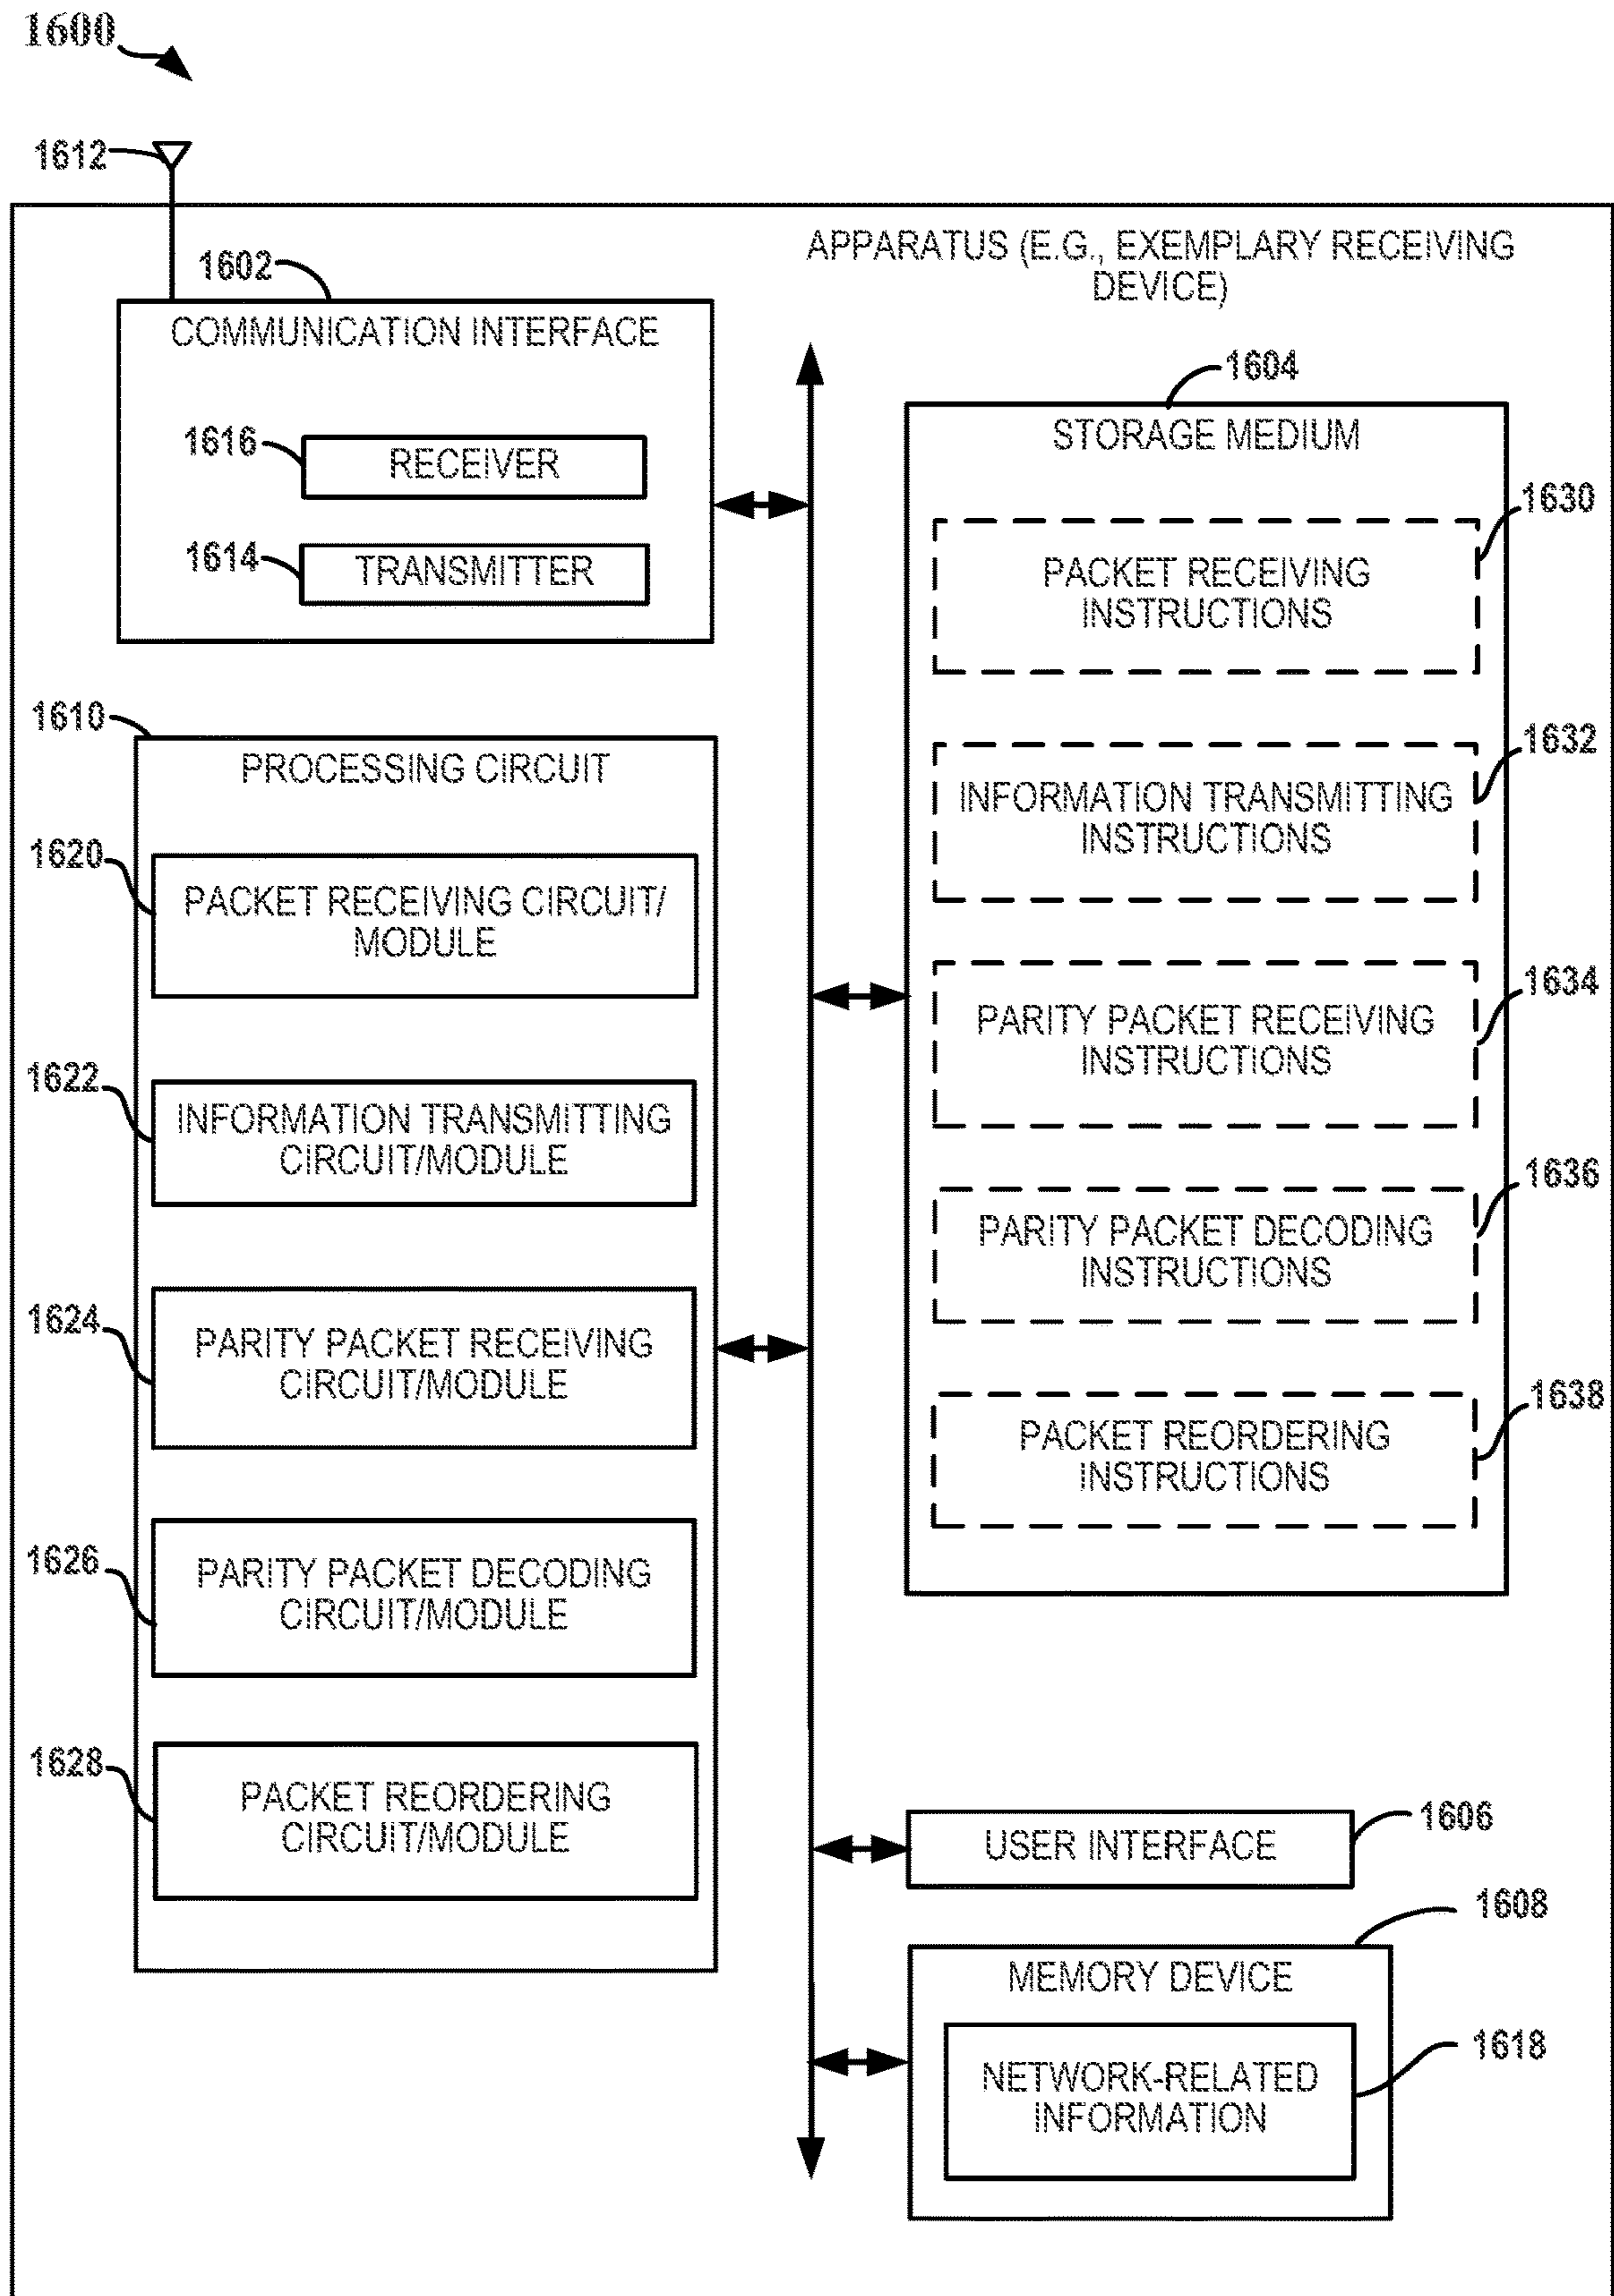 1600
1612
APPARATUS (E.G., EXEMPLARY RECEIVING
DEVICE)
1602
COMMUNICATION INTERFACE
1616
RECEIVER
1614
TRANSMITTER
1604
STORAGE MEDIUM
1630
PACKET RECEIVING
INSTRUCTIONS
1632
INFORMATION TRANSMITTING
INSTRUCTIONS
1634
PARITY PACKET RECEIVING
INSTRUCTIONS
1636
PARITY PACKET DECODING
INSTRUCTIONS
1638
PACKET REORDERING
INSTRUCTIONS
1610
PROCESSING CIRCUIT
1620
PACKET RECEIVING CIRCUIT/
MODULE
1622
INFORMATION TRANSMITTING
CIRCUIT/MODULE
1624
PARITY PACKET RECEIVING
CIRCUIT/MODULE
1626
PARITY PACKET DECODING
CIRCUIT/MODULE
1628
PACKET REORDERING
CIRCUIT/MODULE
1606
USER INTERFACE
1608
MEMORY DEVICE
1618
NETWORK-RELATED
INFORMATION